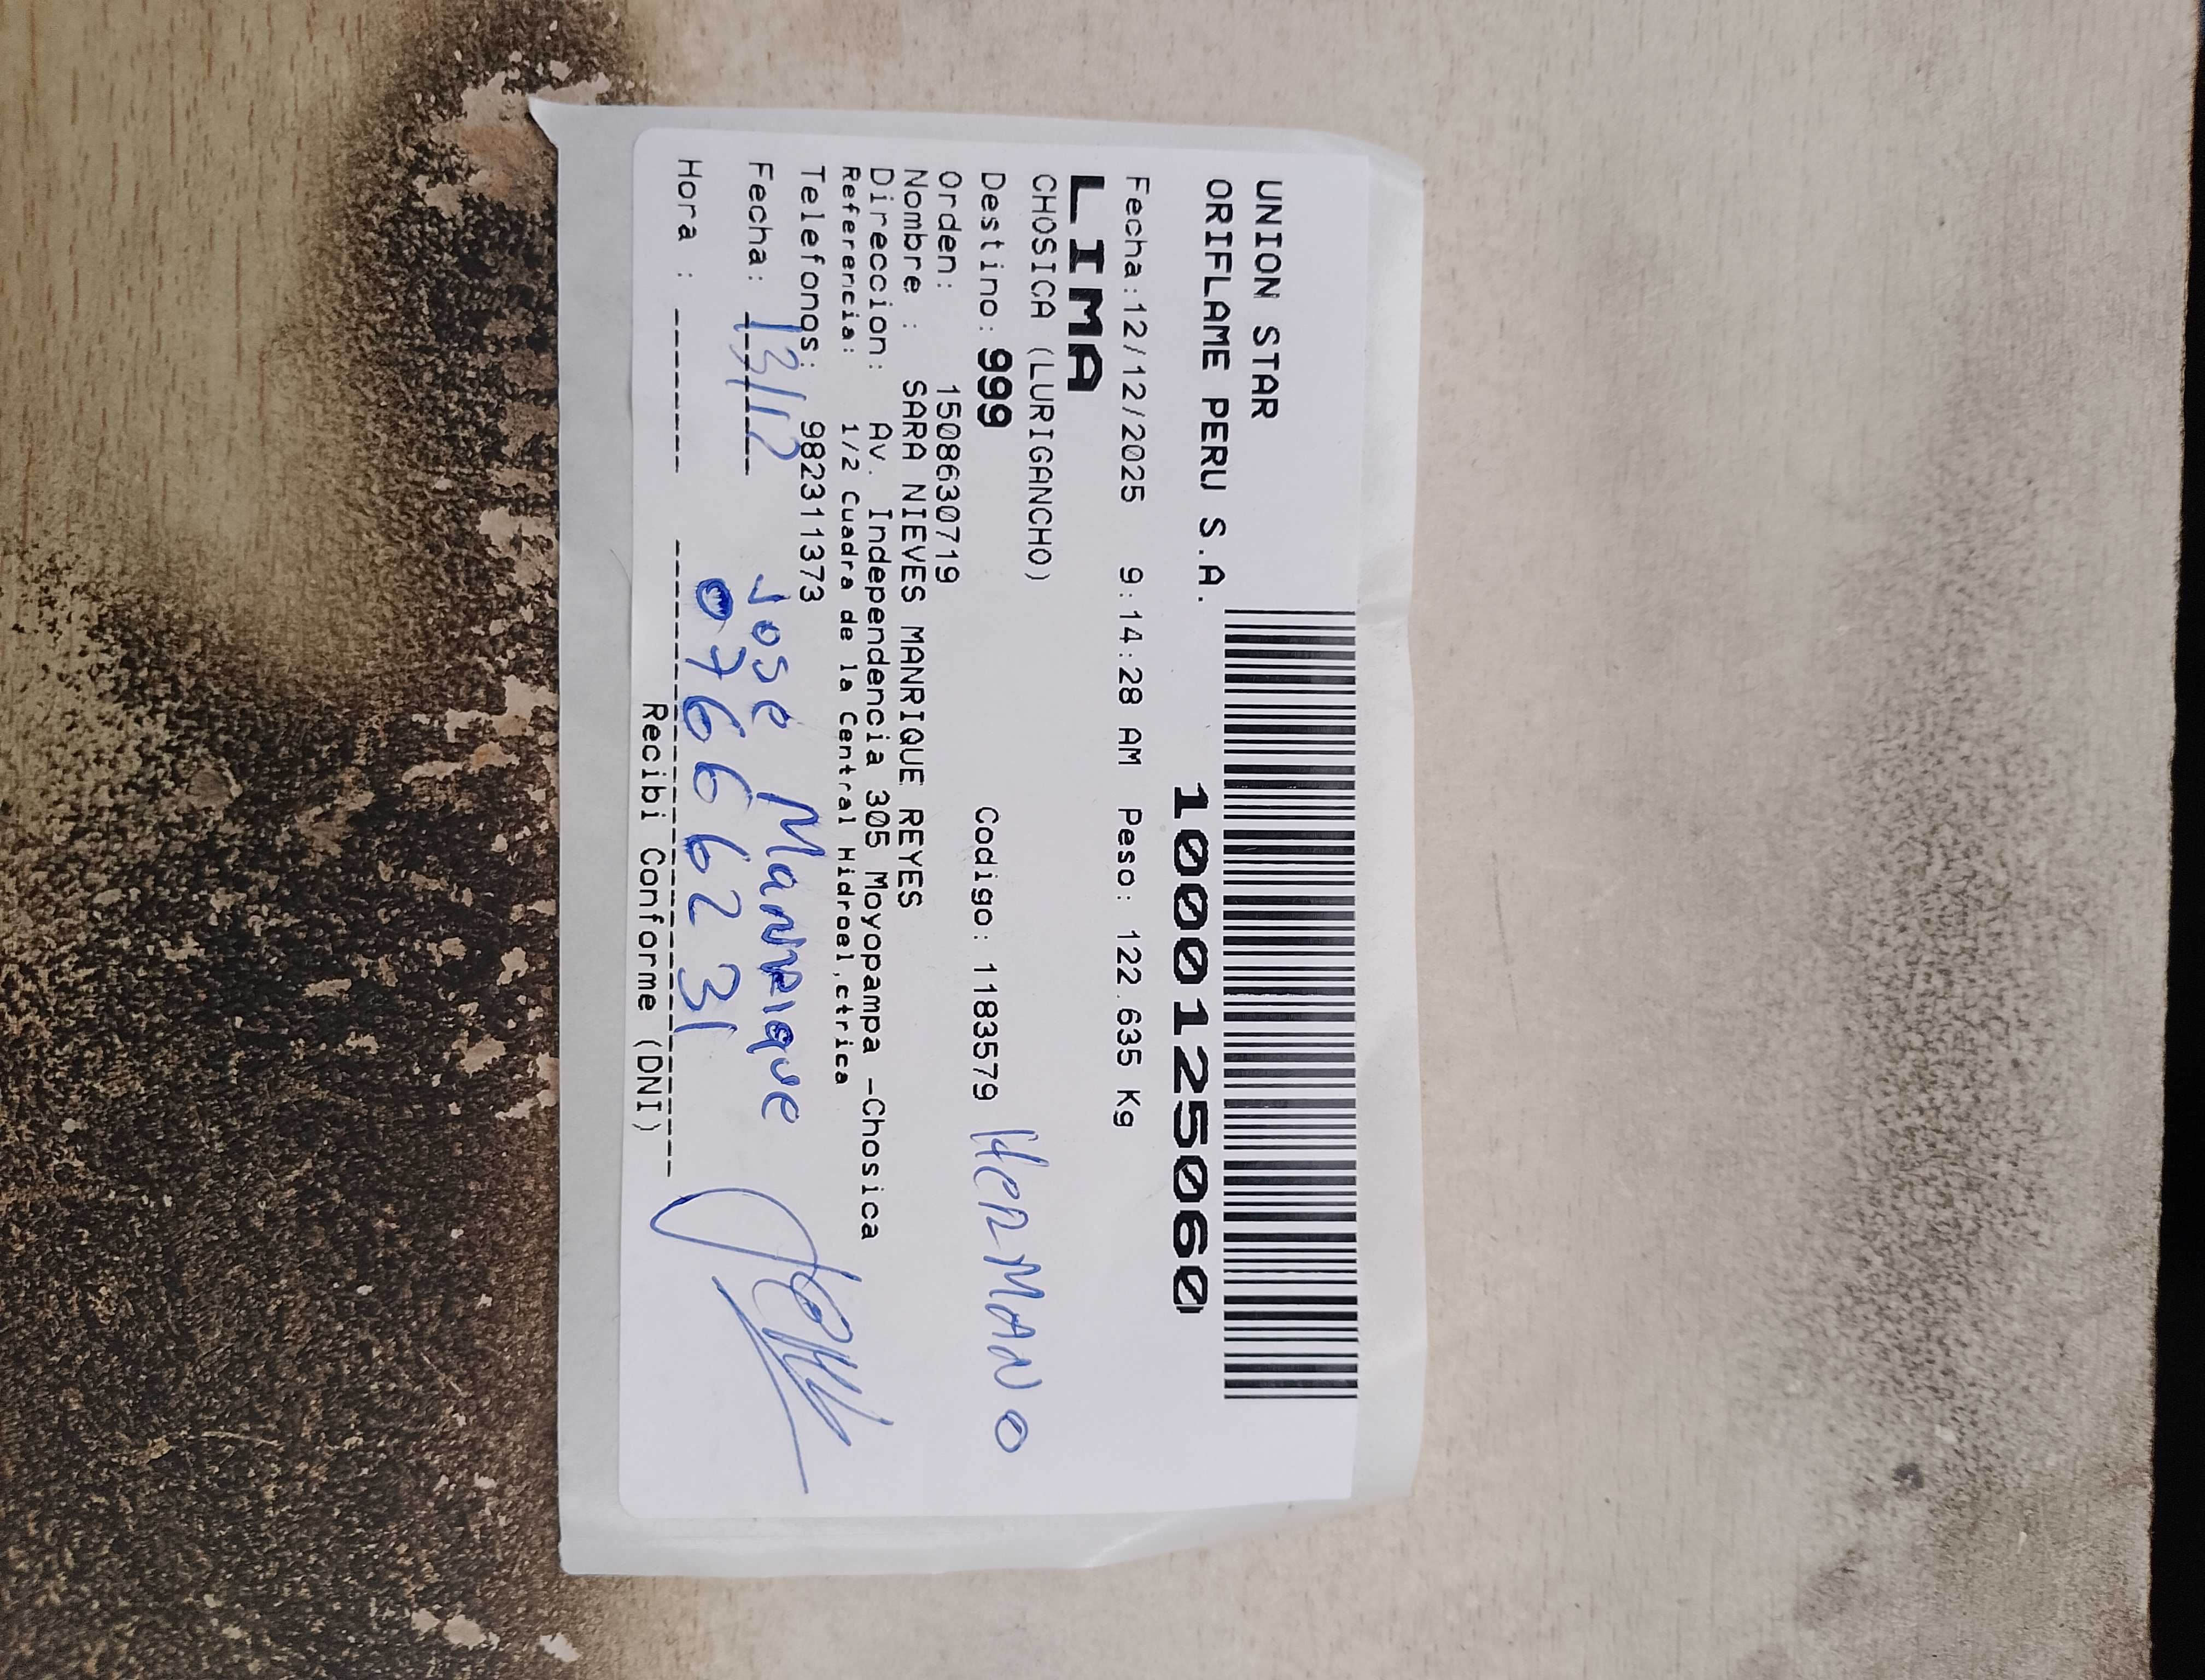 UNION STAR
ORIFLAME PERU S.A.
1000125060
Fecha:12/12/2025 9:14:28 AM Peso: 122.635 Kg
LIMA
CHOSICA (LURIGANCHO)
Destino: 999 Codigo: 1183579 HERMANO
Orden: 1508630719
Nombre : SARA NIEVES MANRIQUE REYES
Direccion: Av. Independencia 305 Moyopampa -Chosica
Referencia: 1/2 Cuadra de la Central Hidroel,ctrica
Telefonos: 982311373
Fecha: 13/12 Jose Manrique
Hora : 07666231
Recibi Conforme (DNI)